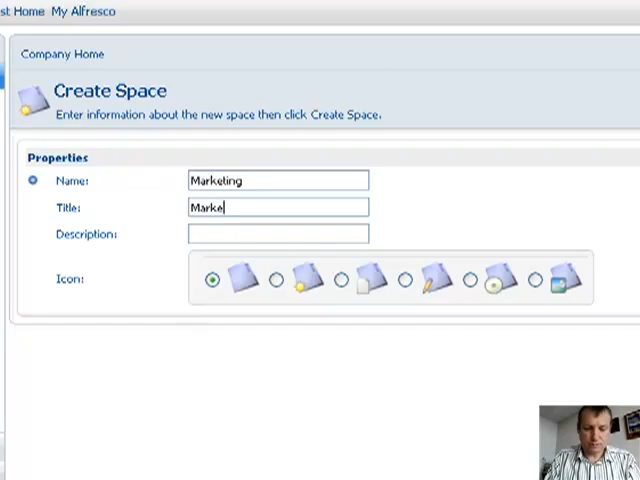 st Home My Alfresco
Company Home
Create Space
Enter information about the new space then click Create Space.
Properties
Name: Marketing
Title: Marke
Description:
Icon: